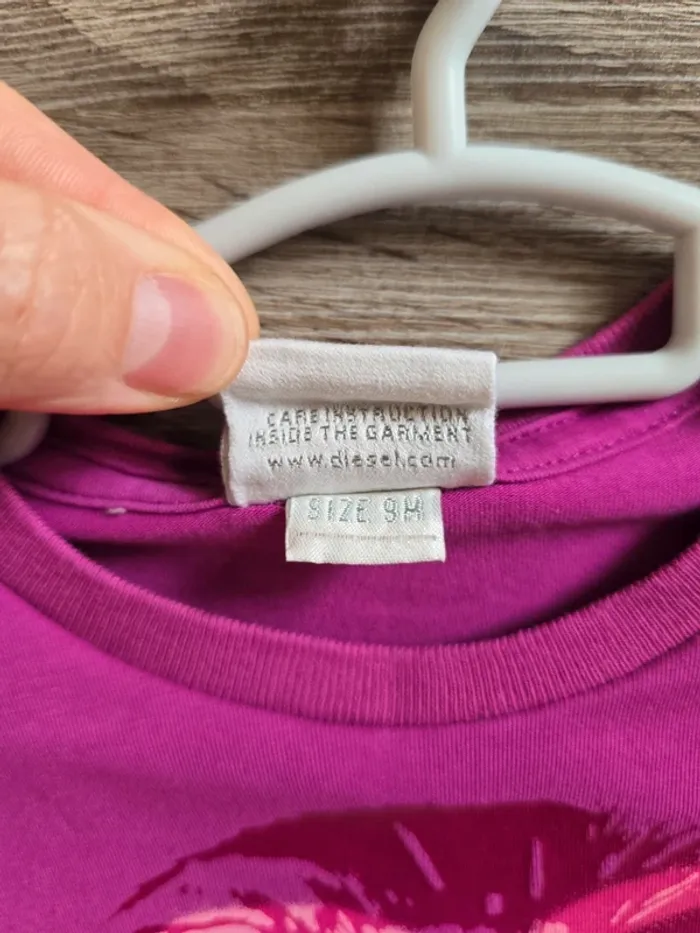 CARE INSTRUCTION
INSIDE THE GARMENT
www.diesel.com
SIZE 9M